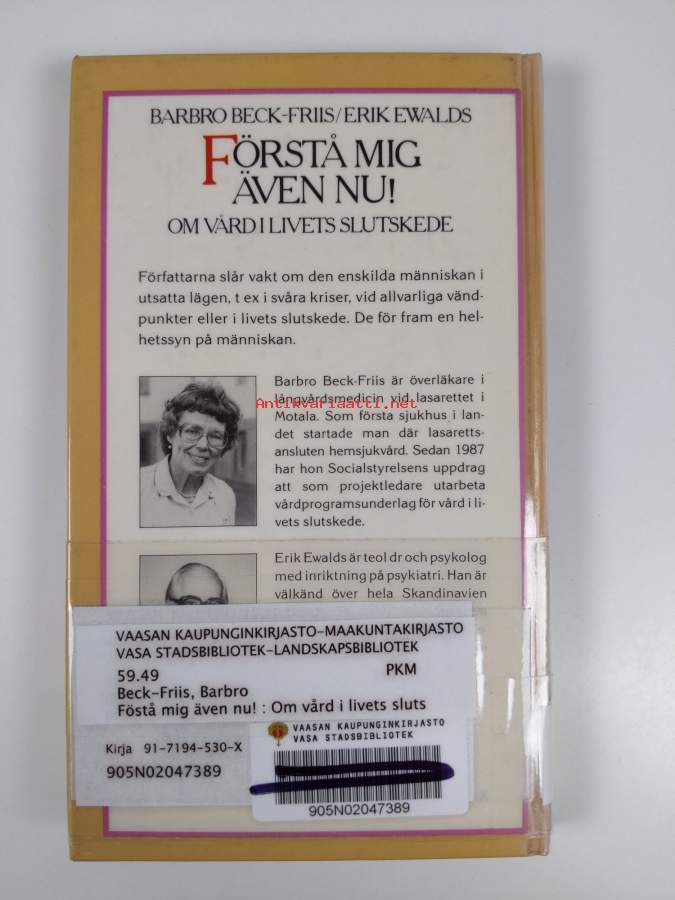 BARBRO BECK-FRIIS/ERIK EWALDS
FÖRSTÅ MIG
ÄVEN NU!
OM VÅRD I LIVETS SLUTSKEDE
Författarna slår vakt om den enskilda människan i
utsatta lägen, t ex i svåra kriser, vid allvarliga vänd-
punkter eller i livets slutskede. De för fram en hel-
hetssyn på människan.
Barbro Beck-Friis är överläkare i
långvårdsmedicin vid lasarettet i
Antikvariaatti.net
Motala. Som första sjukhus i lan-
det startade man där lasaretts-
ansluten hemsjukvård. Sedan 1987
har hon Socialstyrelsens uppdrag
att som projektledare utarbeta
vårdprogramsunderlag för vård i li-
vets slutskede.
Erik Ewalds är teol dr och psykolog
med inriktning på psykiatri. Han är
välkänd över hela Skandinavien
VAASAN KAUPUNGINKIRJASTO-MAAKUNTAKIRJASTO
VASA STADSBIBLIOTEK-LANDSKAPSBIBLIOTEK
59.49 PKM
Beck-Friis, Barbro
Föstå mig även nu! : Om vård i livets sluts
Kirja 91-7194-530-X
905N02047389
VAASAN KAUPUNGINKIRJASTO
VASA STADSBIBLIOTEK
905N02047389